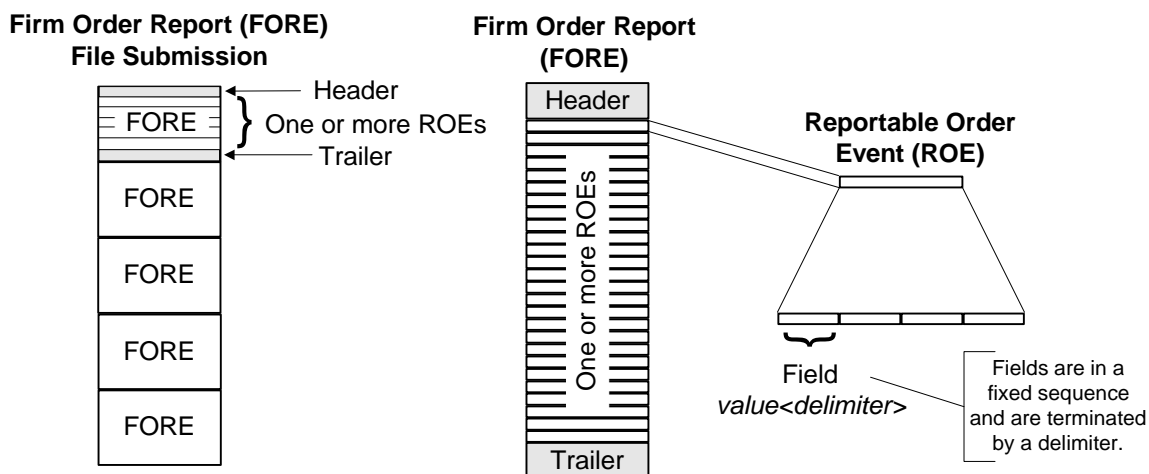 Firm Order Report (FORE)
File Submission
Header
FORE
One or more ROEs
Trailer
FORE
FORE
FORE
FORE
Firm Order Report
(FORE)
Header
One or more ROEs
Trailer
Reportable Order
Event (ROE)
Field
value<delimiter>
Fields are in a
fixed sequence
and are terminated
by a delimiter.